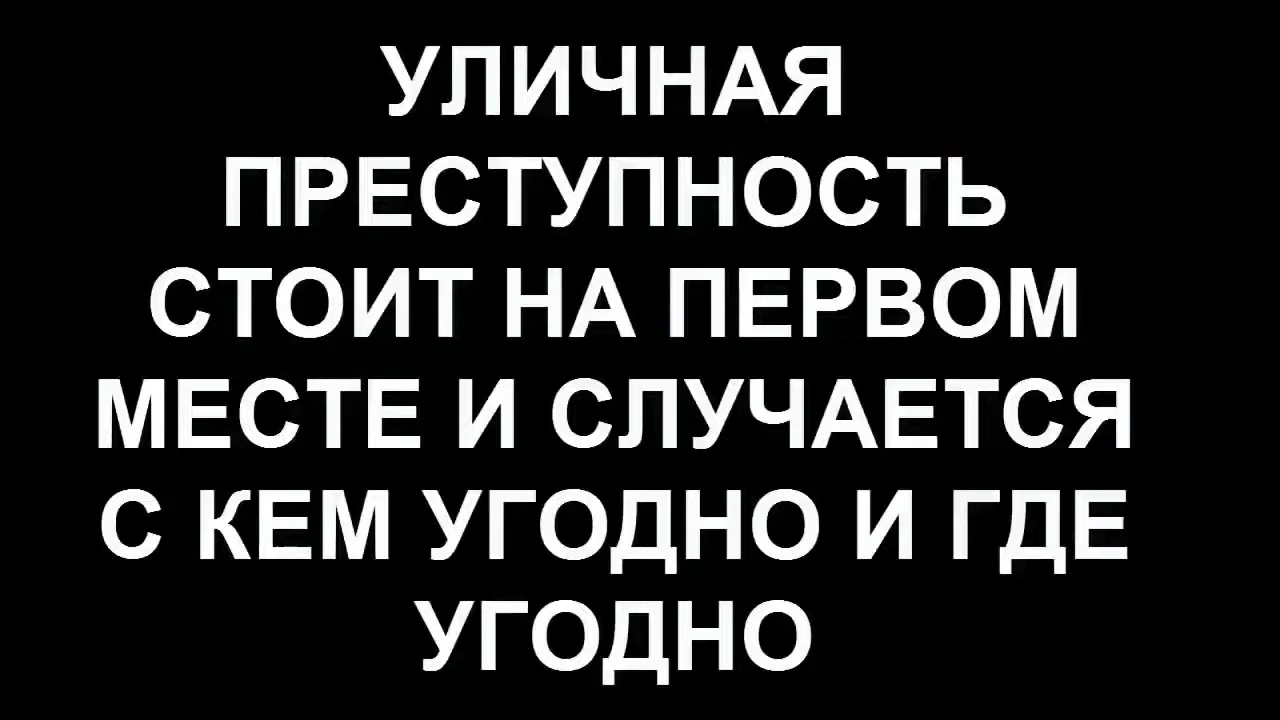 УЛИЧНАЯ
ПРЕСТУПНОСТЬ
СТОИТ НА ПЕРВОМ
МЕСТЕ И СЛУЧАЕТСЯ
С КЕМ УГОДНО И ГДЕ
УГОДНО